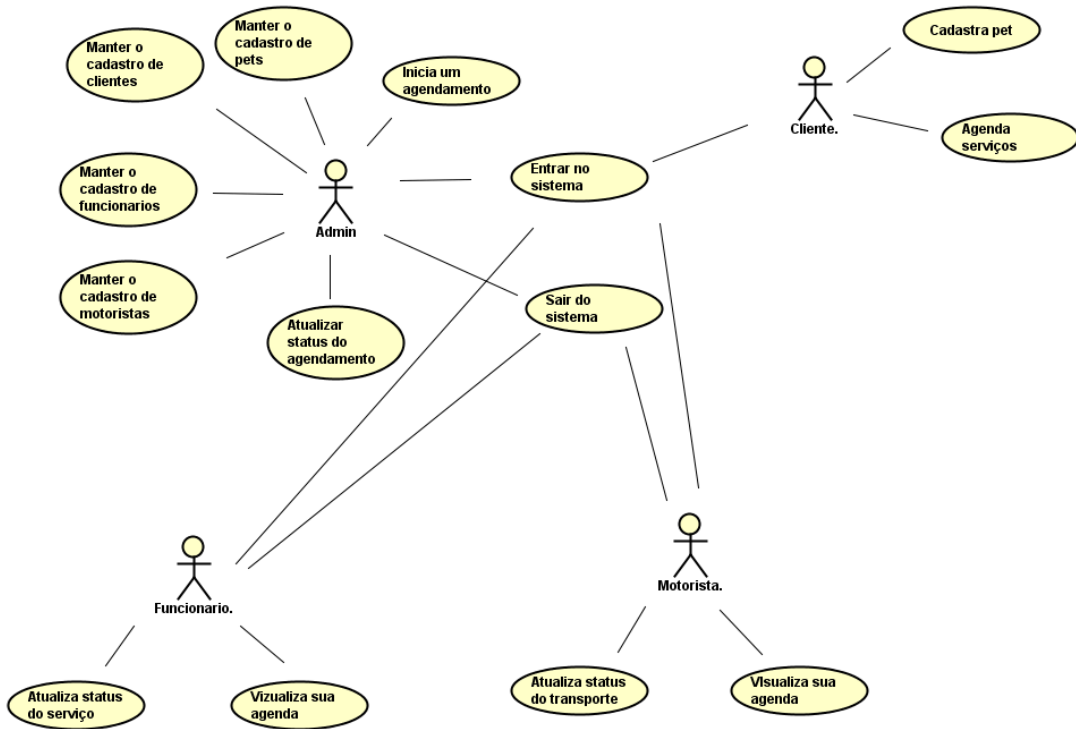 Manter o
cadastro de
clientes
Manter o
cadastro de
pets
Inicia um
agendamento
Cadastra pet
Cliente.
Agenda
serviços
Manter o
cadastro de
funcionarios
Admin
Entrar no
sistema
Manter o
cadastro de
motoristas
Atualizar
status do
agendamento
Sair do
sistema
Funcionario.
Motorista.
Atualiza status
do serviço
Vizualiza sua
agenda
Atualiza status
do transporte
VIsualiza sua
agenda